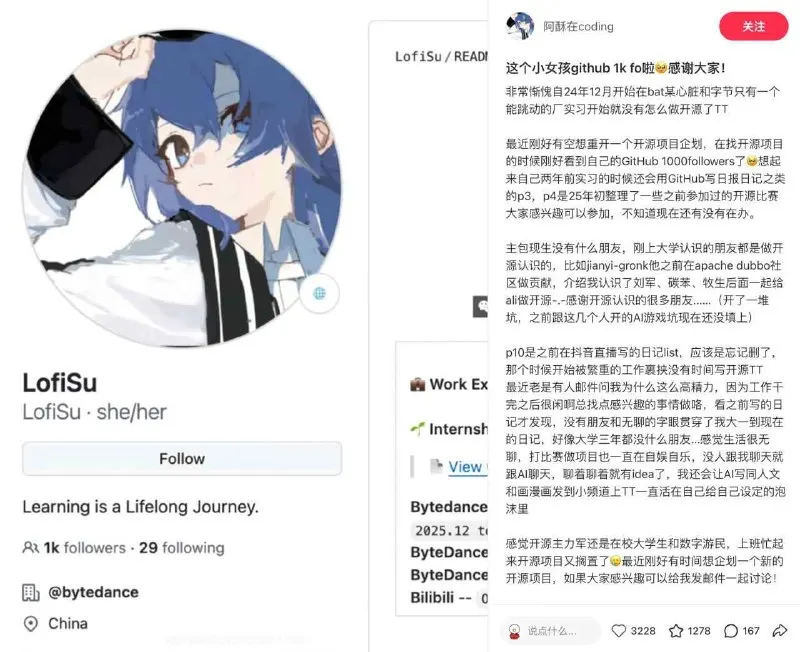 LofiSu
LofiSu · she/her
Follow
Learning is a Lifelong Journey.
1k followers · 29 following
@bytedance
China
LofiSu / READ
Work Ex
Internsh
View
Bytedance
2025.12 to
ByteDance
ByteDance
Bilibili --
阿酥在coding
关注
这个小女孩github 1k fo啦🥹感谢大家！
非常惭愧自24年12月开始在bat某心脏和字节只有一个
能跳动的厂实习开始就没有怎么做开源了TT
最近刚好有空想重开一个开源项目企划，在找开源项目
的时候刚好看到自己的GitHub 1000followers了🥹想起
来自己两年前实习的时候还会用GitHub写日报日记之类
的p3，p4是25年初整理了一些之前参加过的开源比赛
大家感兴趣可以参加，不知道现在还有没有在办。
主包现生没有什么朋友，刚上大学认识的朋友都是做开
源认识的，比如jianyi-gronk他之前在apache dubbo社
区做贡献，介绍我认识了刘军、碳苯、牧生后面一起给
ali做开源-.-感谢开源认识的很多朋友......（开了一堆
坑，之前跟这几个人开的AI游戏坑现在还没填上）
p10是之前在抖音直播写的日记list，应该是忘记删了，
那个时候开始被繁重的工作裹挟没有时间写开源TT
最近老是有人邮件问我为什么这么高精力，因为工作干
完之后很闲啊总找点感兴趣的事情做咯，看之前写的日
记才发现，没有朋友和无聊的字眼贯穿了我大一到现在
的日记，好像大学三年都没什么朋友...感觉生活很无
聊，打比赛做项目也一直在自娱自乐，没人跟我聊天就
跟AI聊天，聊着聊着就有idea了，我还会让AI写同人文
和画漫画发到小频道上TT一直活在自己给自己设定的泡
沫里
感觉开源主力军还是在校大学生和数字游民，上班忙起
来开源项目又搁置了🥲最近刚好有时间想企划一个新的
开源项目，如果大家感兴趣可以给我发邮件一起讨论！
说点什么...
3228
1278
167